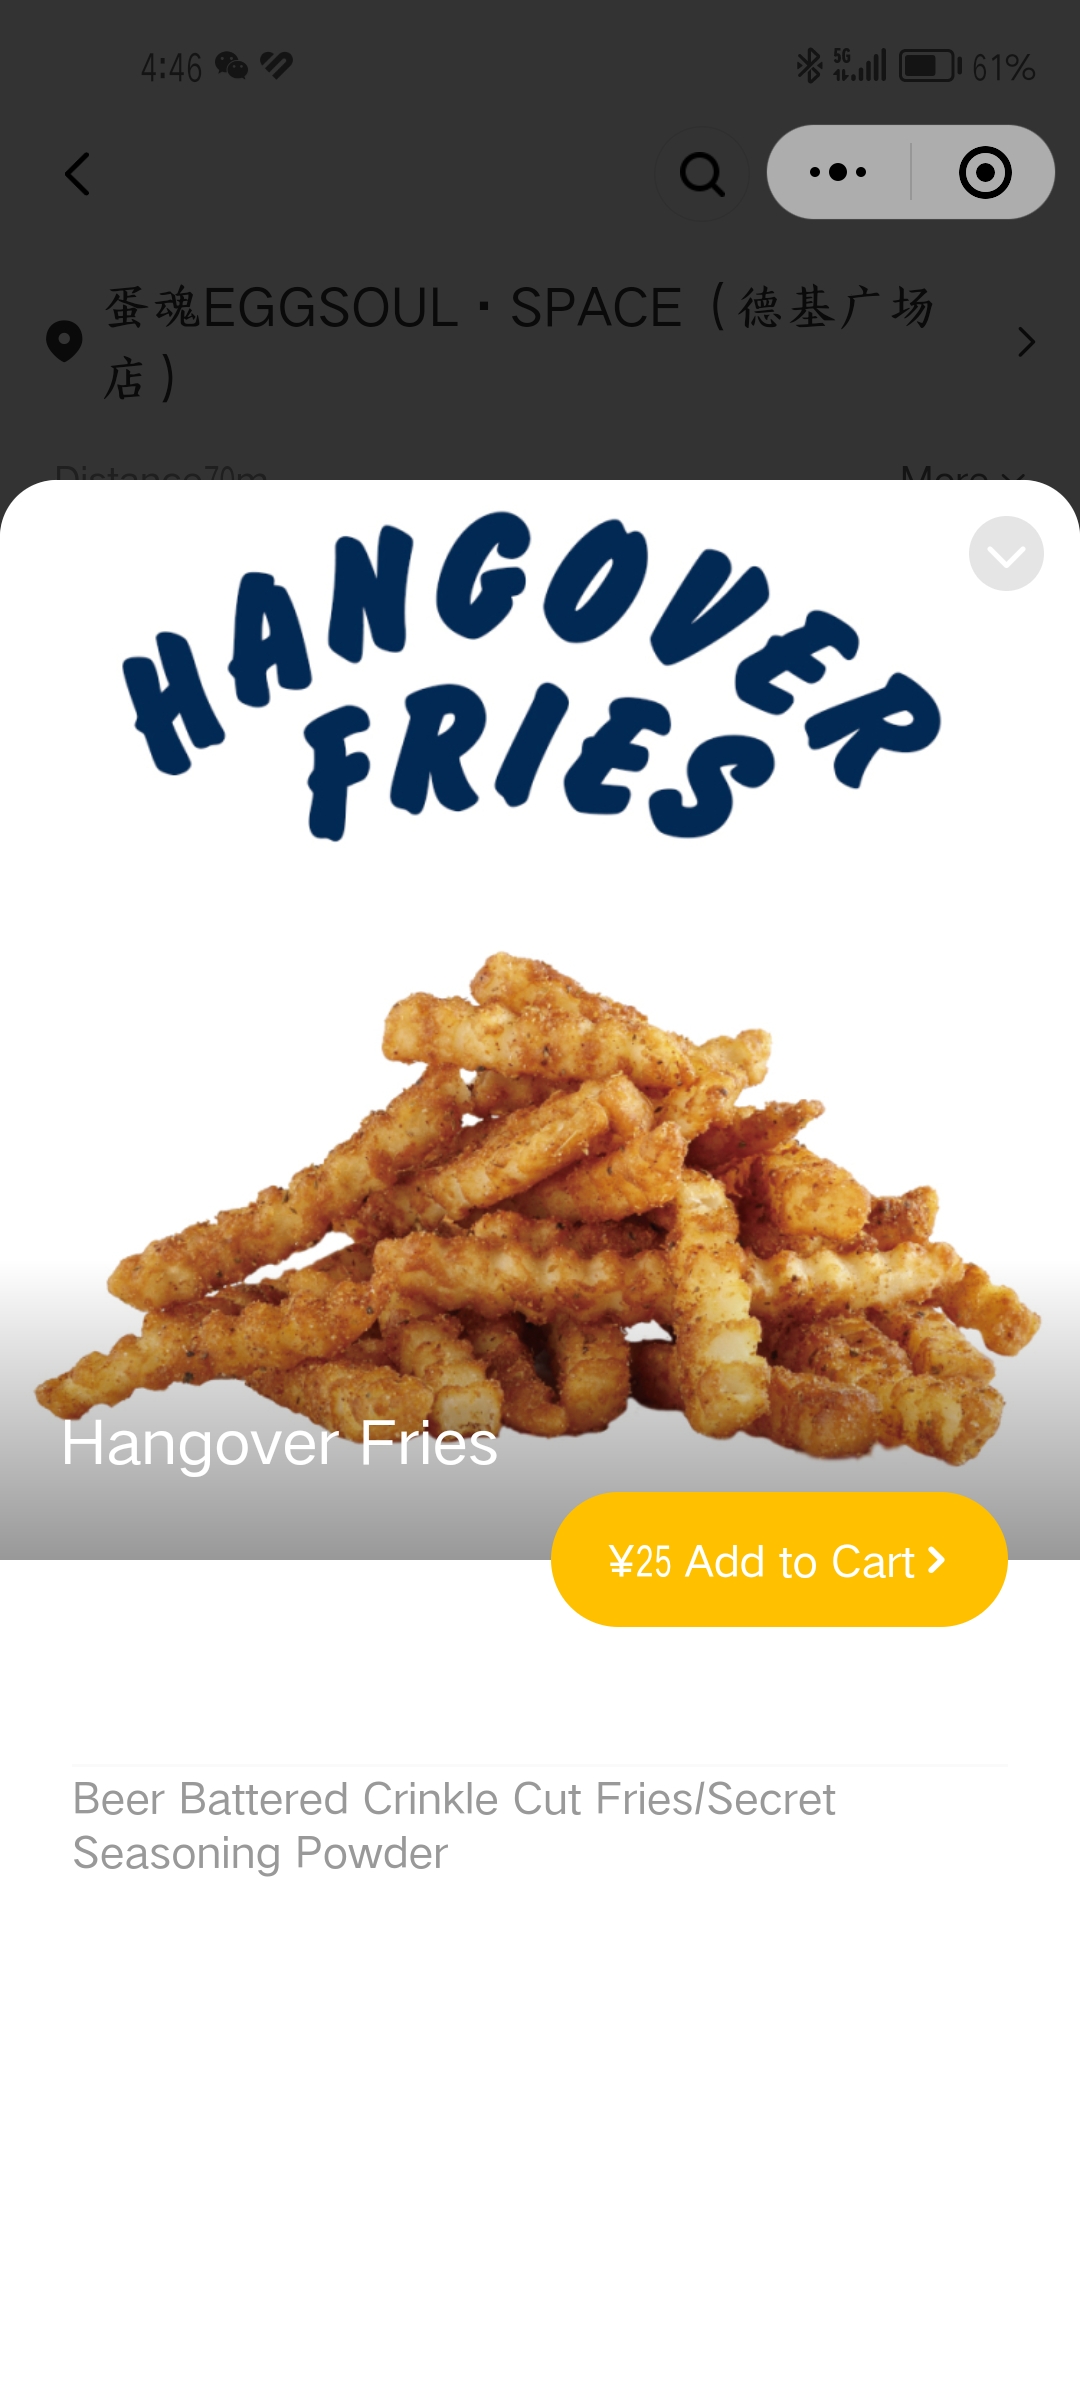 4:46
5G
61%
蛋魂EGGSOUL · SPACE（德基广场
店）
Distance70m
More
HANGOVER
FRIES
Hangover Fries
¥25 Add to Cart
Beer Battered Crinkle Cut Fries/Secret
Seasoning Powder